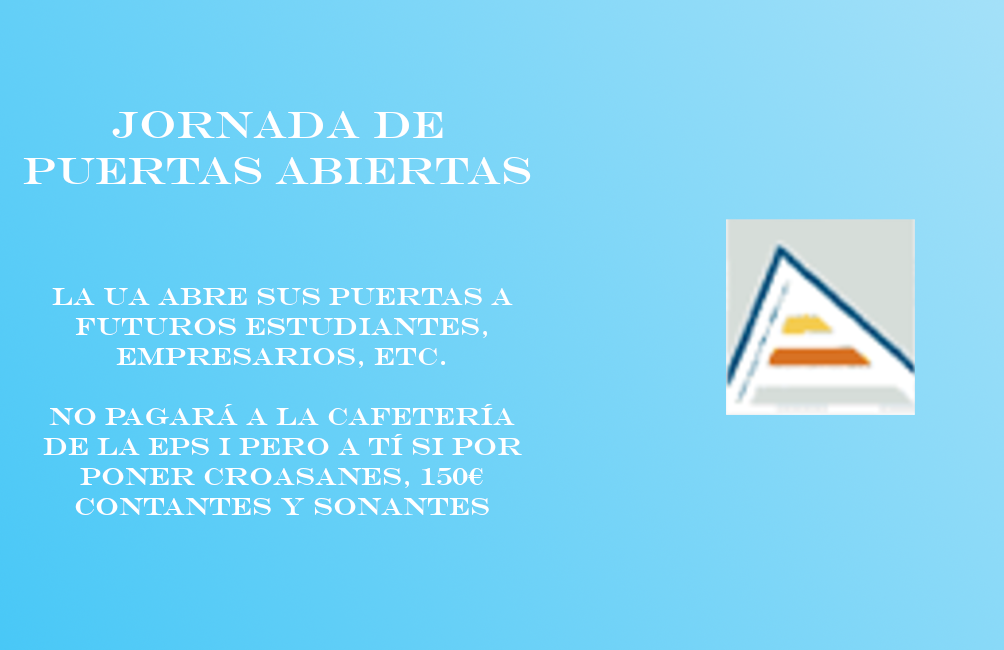 JORNADA DE
PUERTAS ABIERTAS
LA UA ABRE SUS PUERTAS A
FUTUROS ESTUDIANTES,
EMPRESARIOS, ETC.
NO PAGARÁ A LA CAFETERÍA
DE LA EPS I PERO A TÍ SI POR
PONER CROASANES, 150€
CONTANTES Y SONANTES